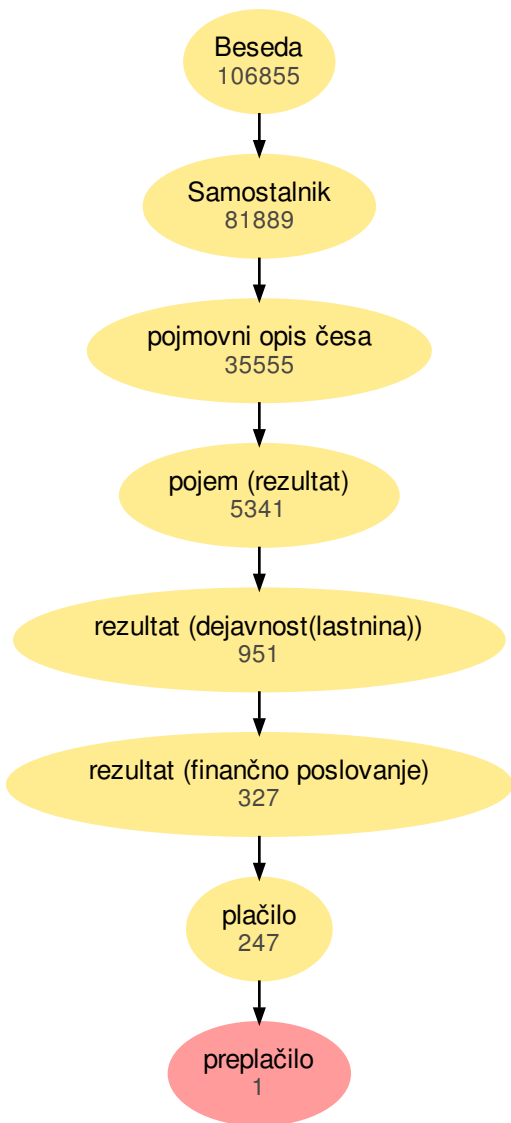 Beseda
106855
Samostalnik
81889
pojmovni opis česa
35555
pojem (rezultat)
5341
rezultat (dejavnost(lastnina))
951
rezultat (finančno poslovanje)
327
plačilo
247
preplačilo
1